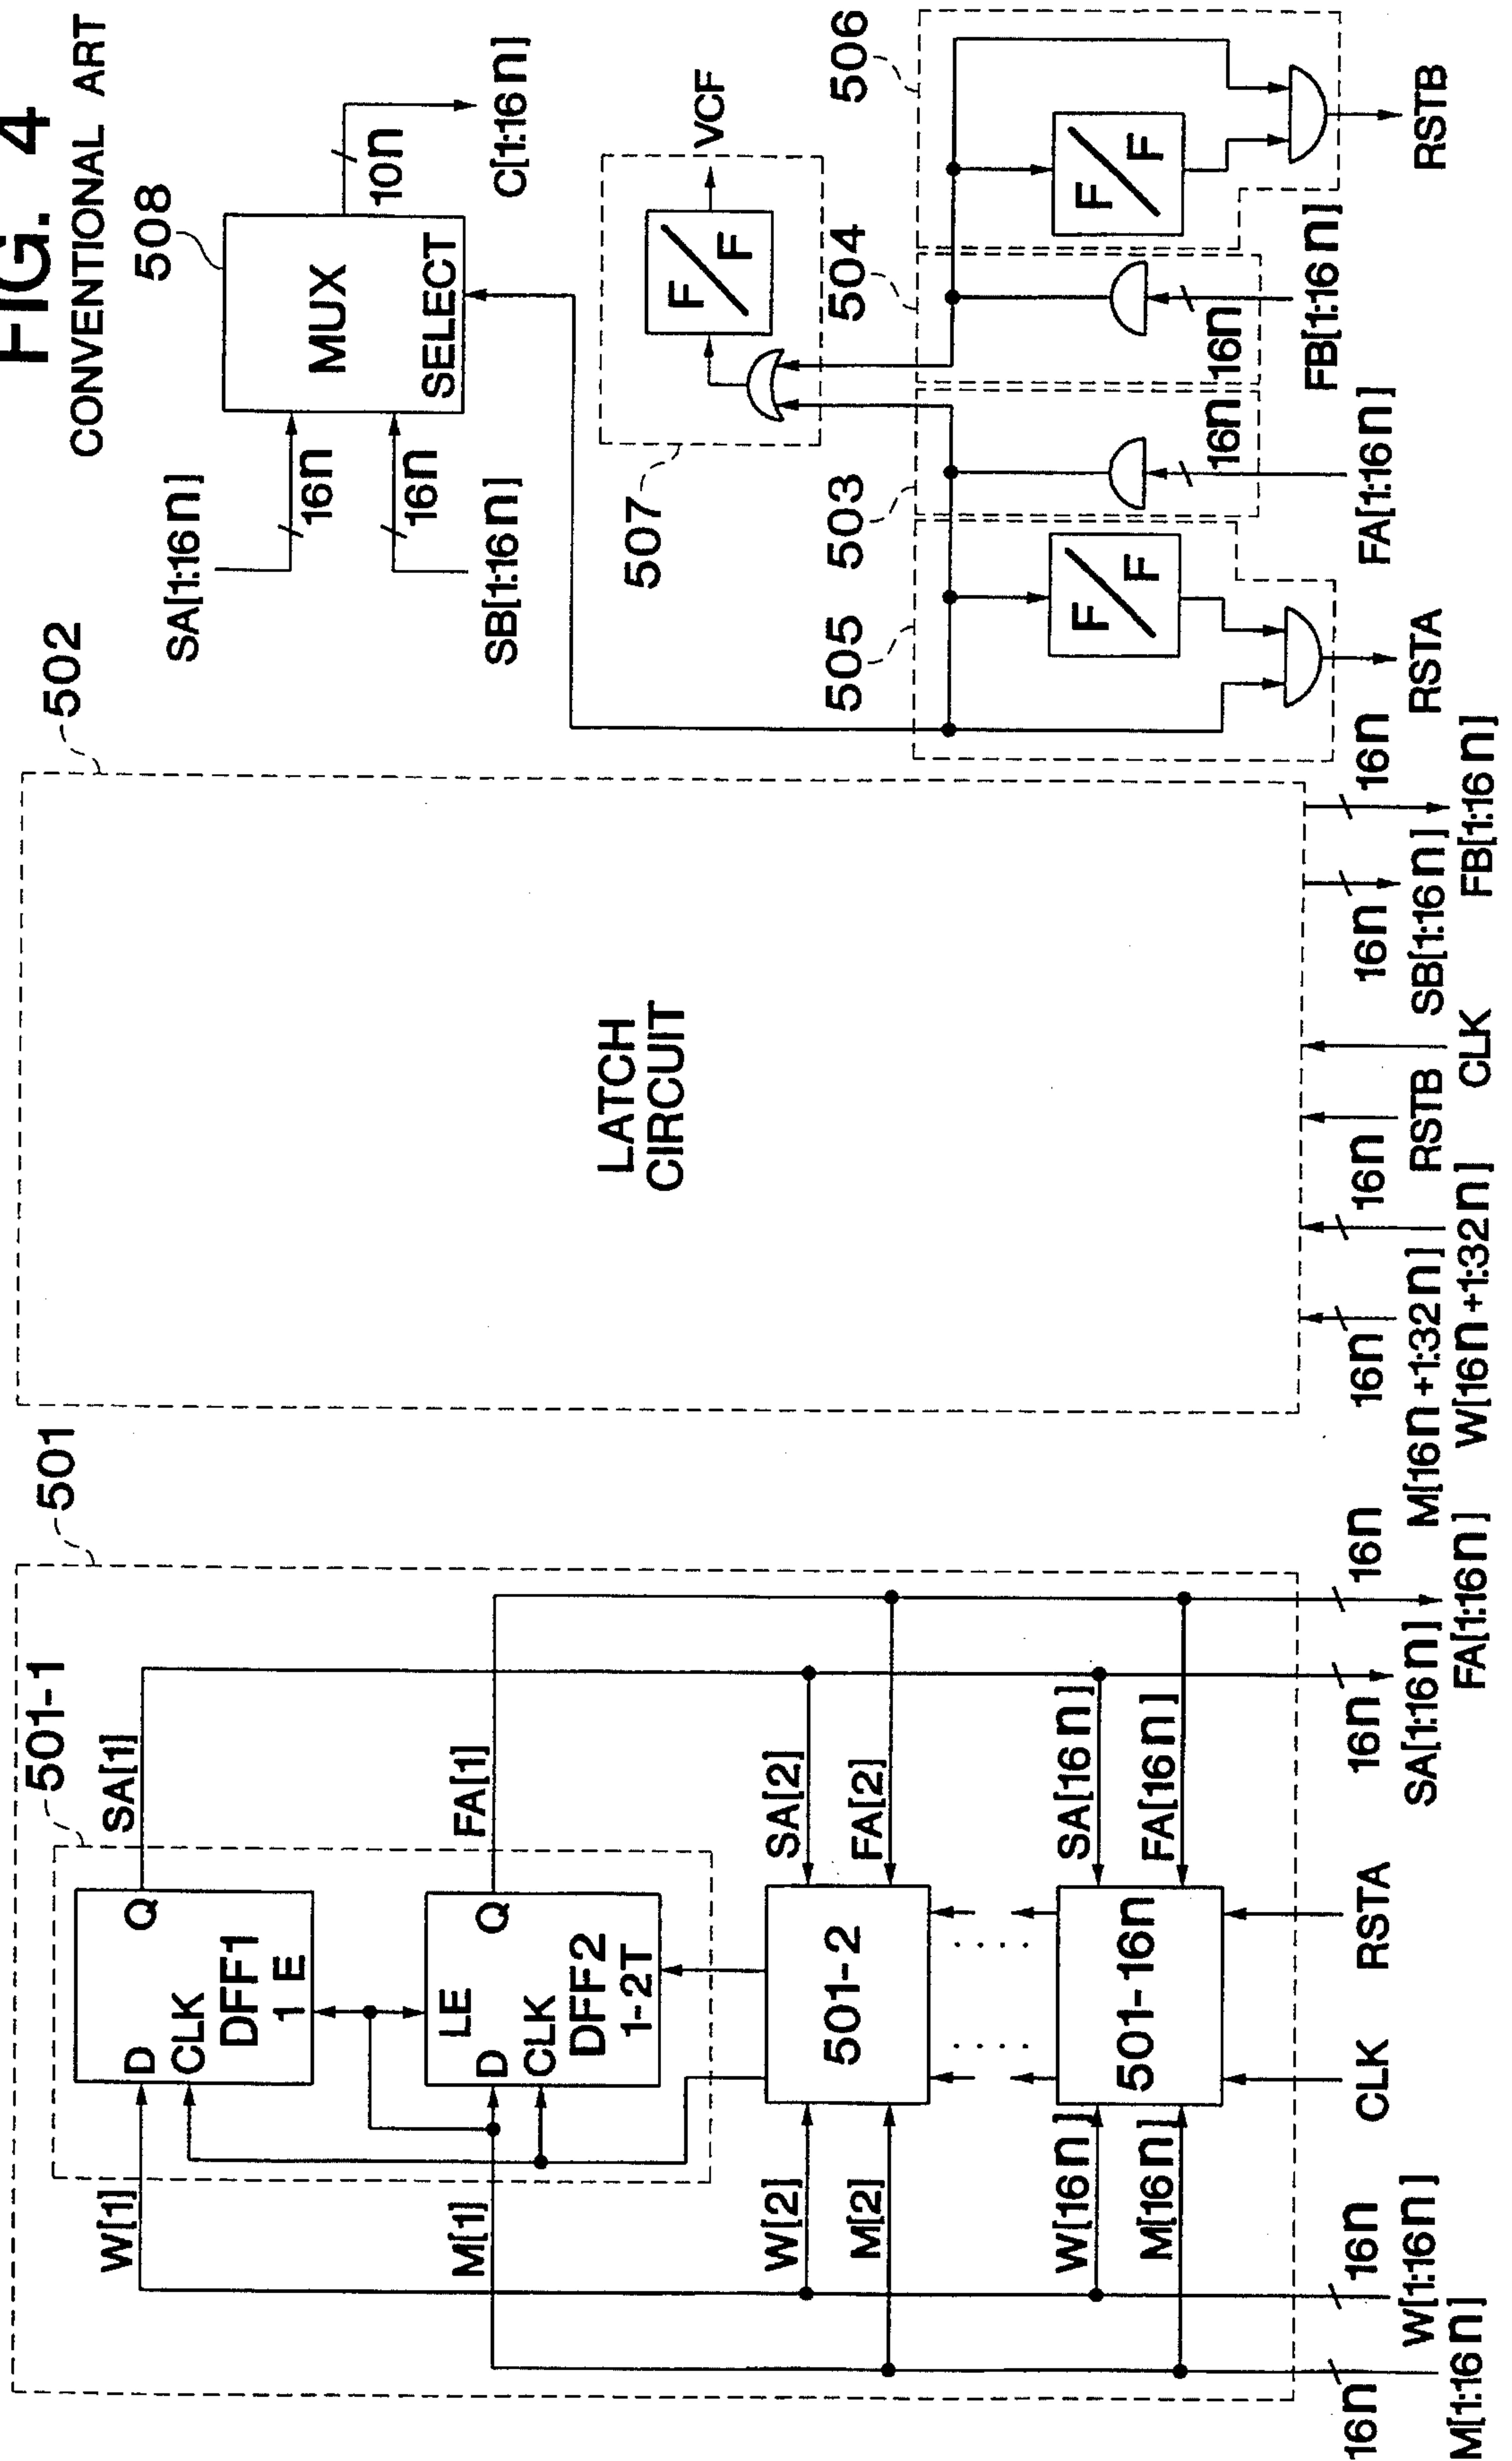 FIG. 4
CONVENTIONAL ART
501
501-1
W[1]
D
Q
CLK
DFF1
1 E
SA[1]
M[1]
LE
D
Q
CLK
DFF2
1-2T
FA[1]
W[2]
M[2]
501-2
SA[2]
FA[2]
W[16n]
M[16n]
501-16n
SA[16n]
FA[16n]
16n
M[1:16n]
16n
W[1:16n]
CLK
RSTA
16n
SA[1:16n]
16n
FA[1:16n]
502
LATCH
CIRCUIT
16n
M[16n+1:32n]
16n
W[16n+1:32n]
RSTB
CLK
16n
SB[1:16n]
16n
FB[1:16n]
SA[1:16n]
16n
SB[1:16n]
16n
508
MUX
SELECT
10n
C[1:16n]
507
F/F
VCF
505
F/F
RSTA
503
16n
FA[1:16n]
504
16n
FB[1:16n]
506
F/F
RSTB